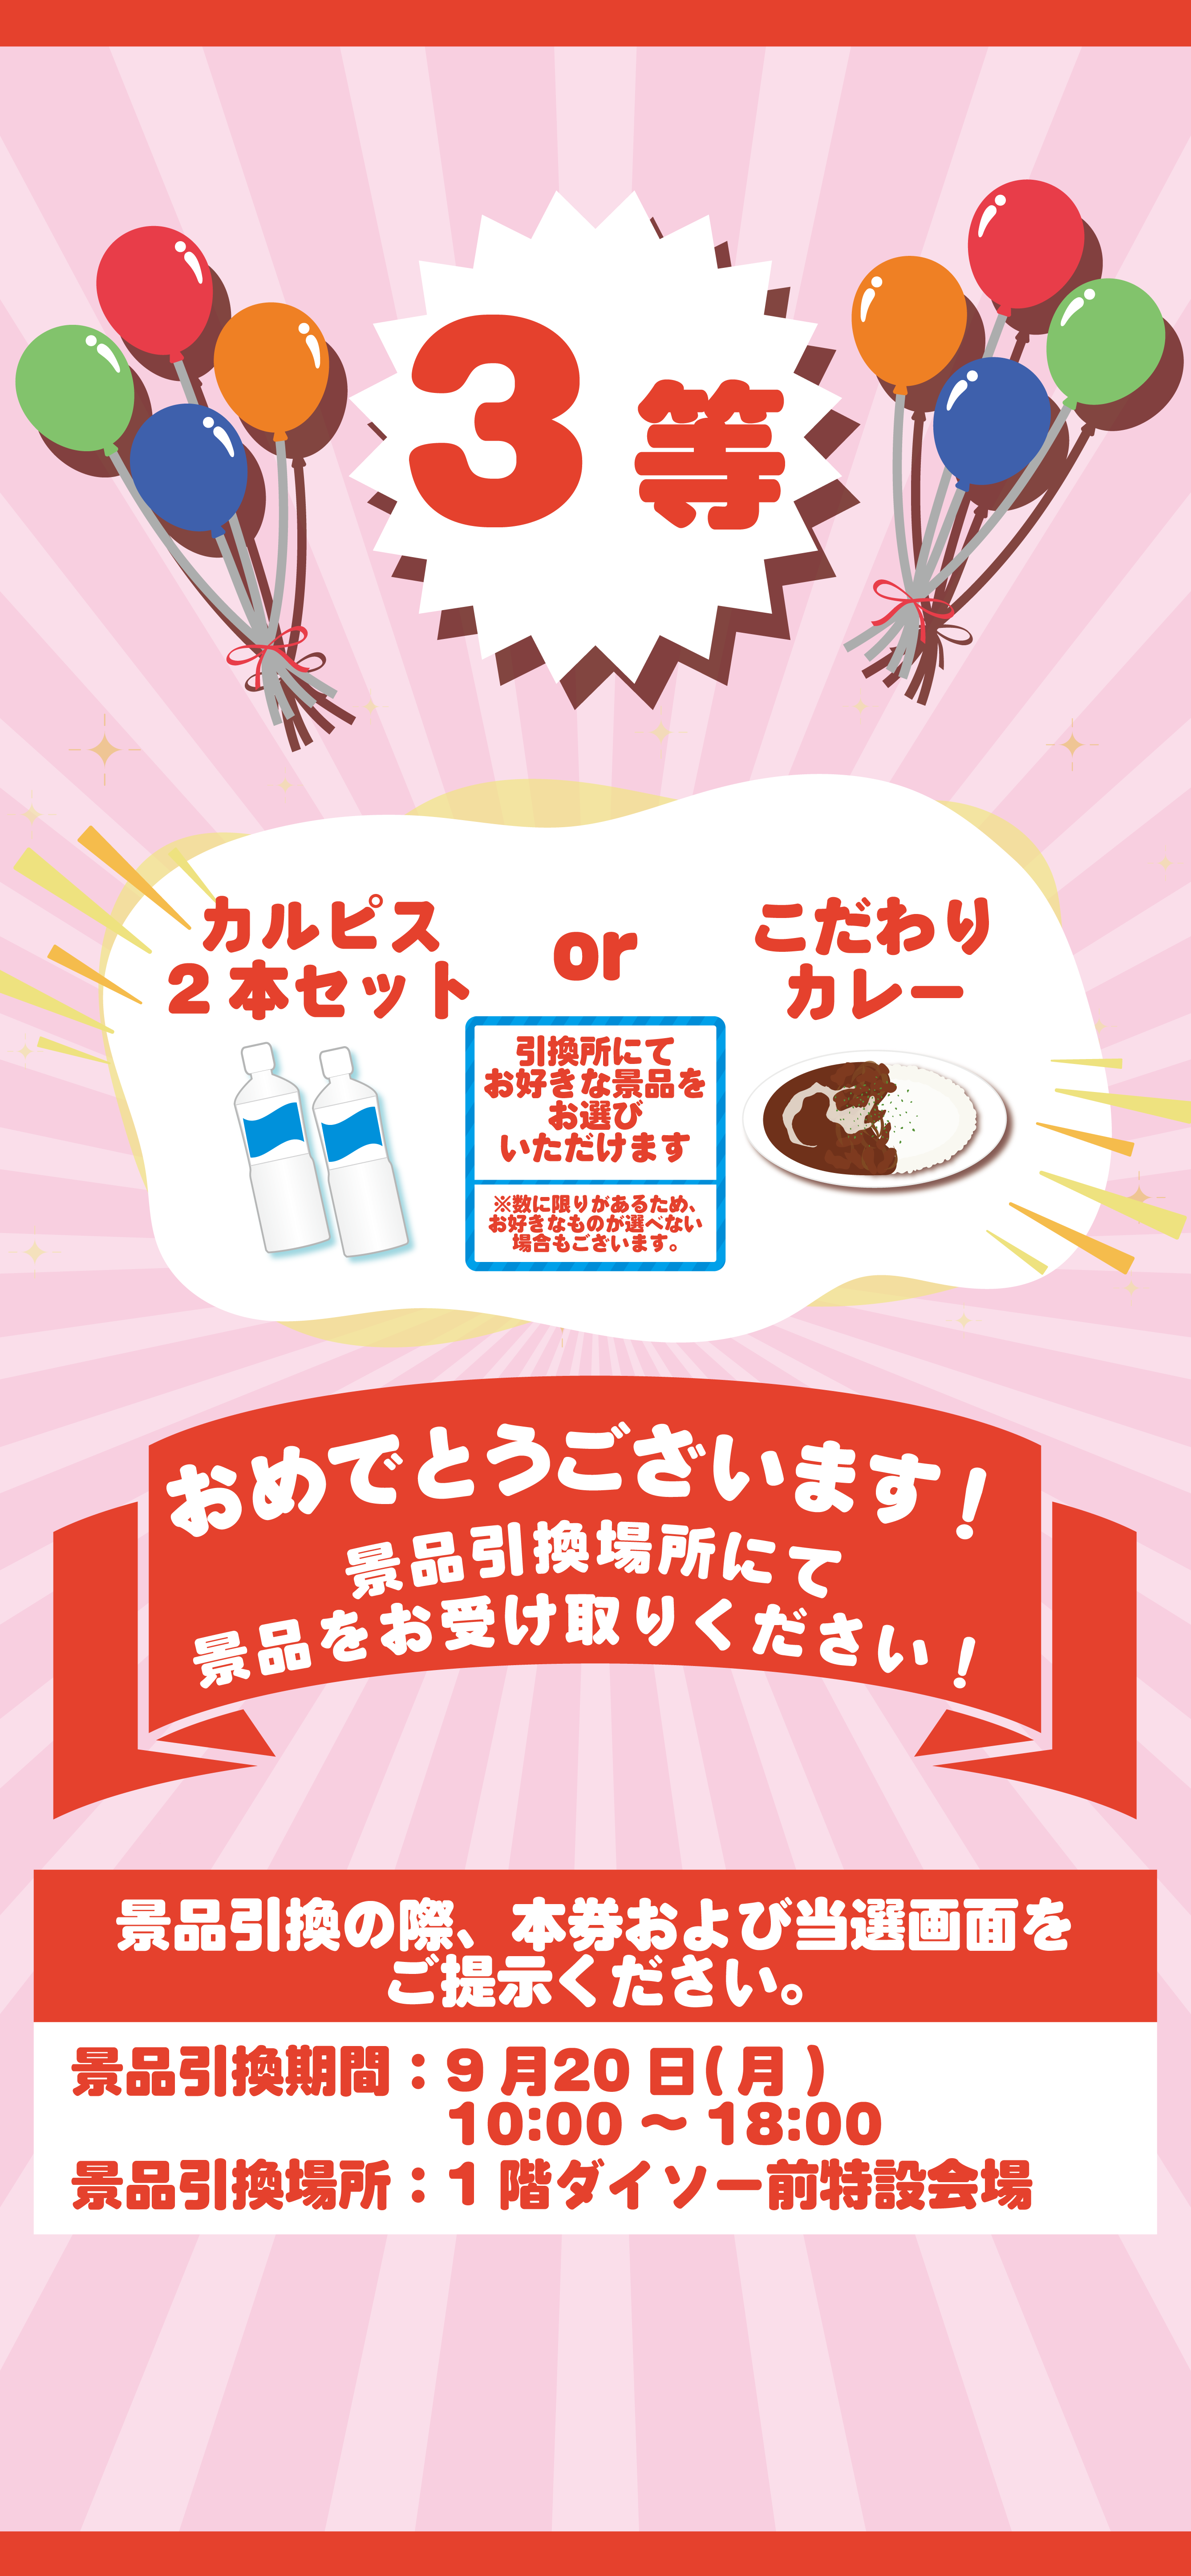 3等
カルピス
2本セット
or
こだわり
カレー
引換所にて
お好きな景品を
お選び
いただけます
※数に限りがあるため、
お好きなものが選べない
場合もございます。
おめでとうございます！
景品引換場所にて
景品をお受け取りください！
景品引換の際、本券および当選画面を
ご提示ください。
景品引換期間：9月20日(月)
10:00～18:00
景品引換場所：1階ダイソー前特設会場